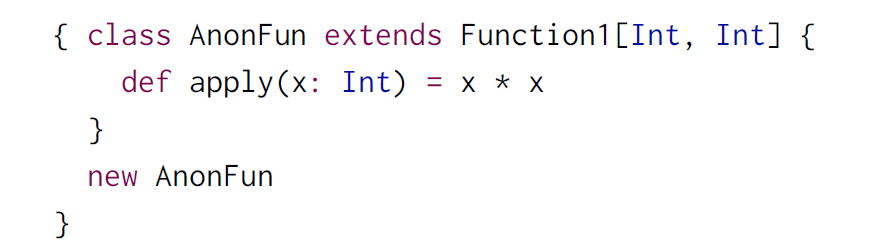 { class AnonFun extends Function1[Int, Int] {
def apply(x: Int) = x * x
}
new AnonFun
}